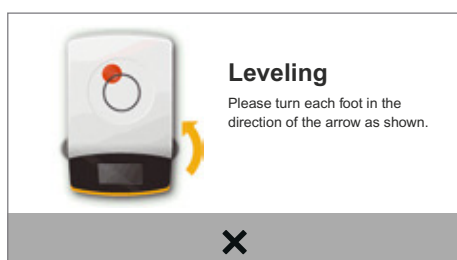 Leveling
Please turn each foot in the
direction of the arrow as shown.